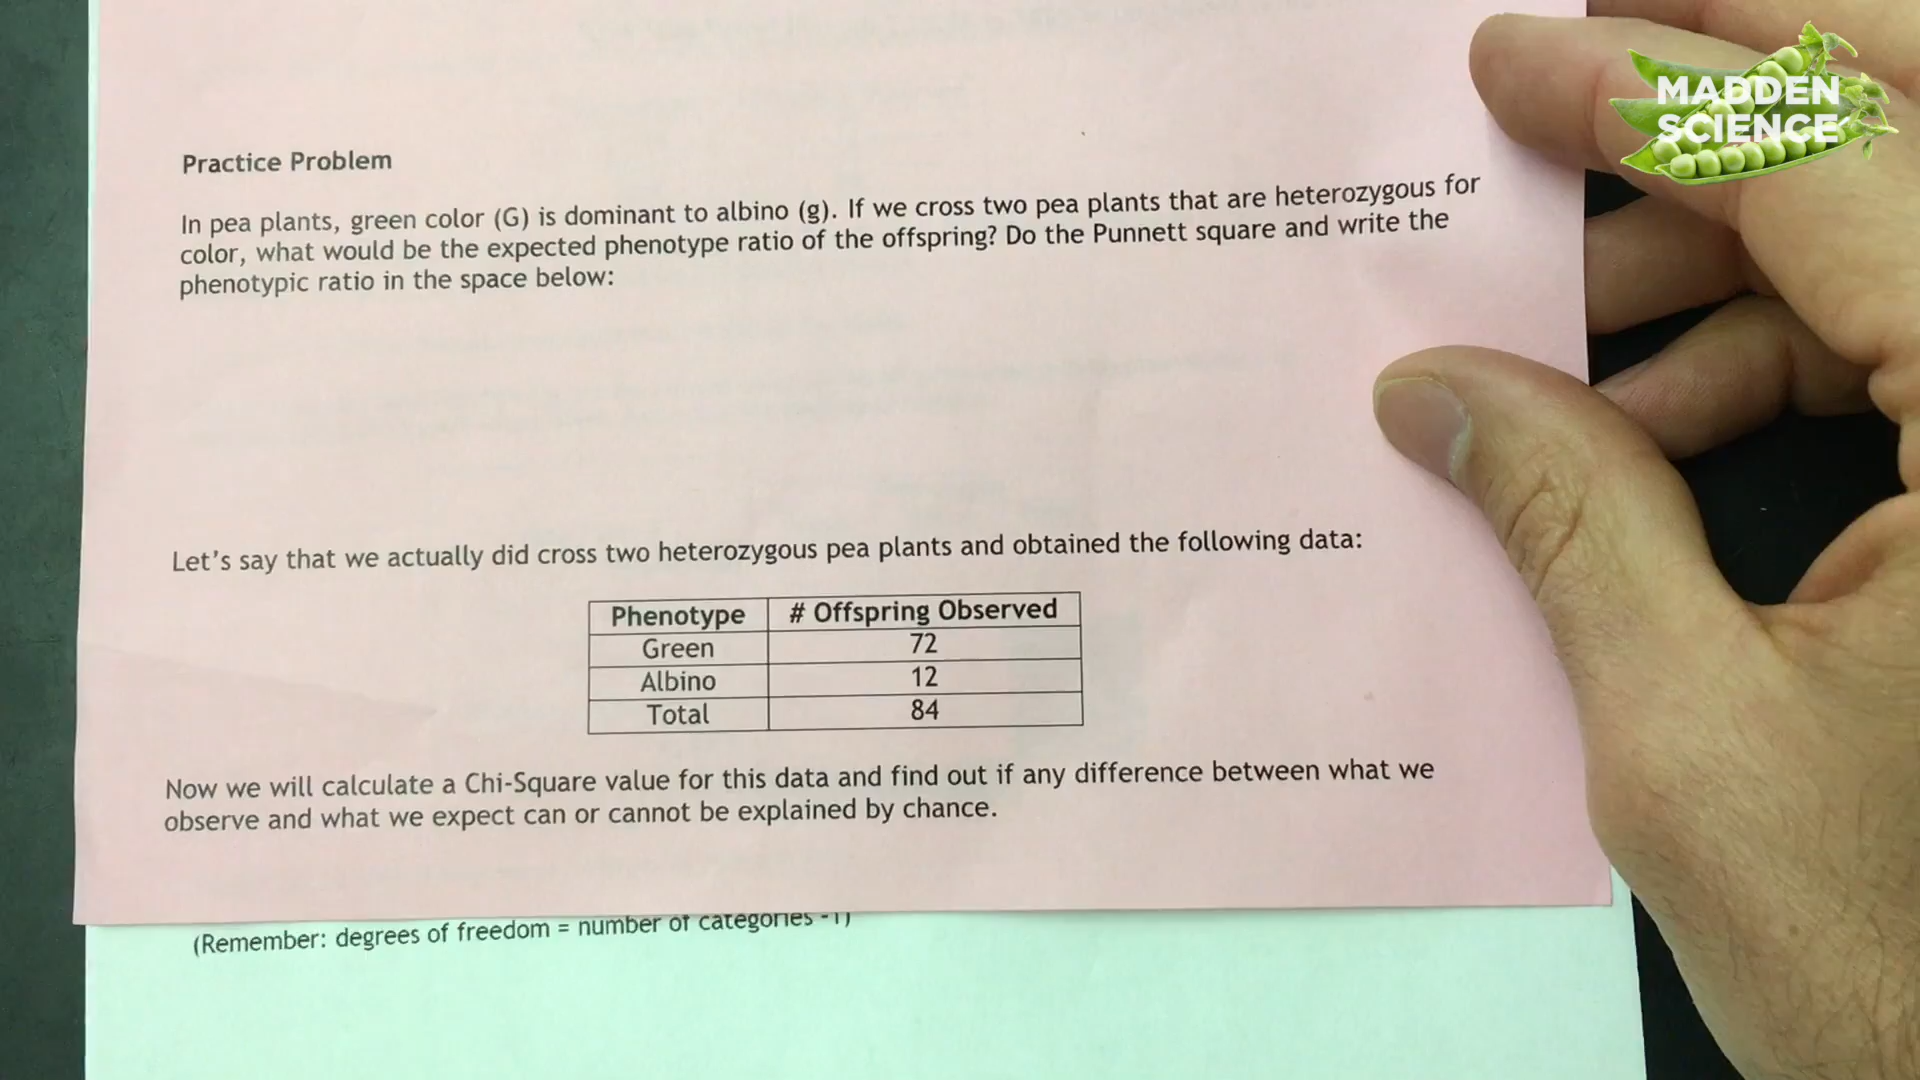 MADDEN
SCIENCE
Practice Problem
In pea plants, green color (G) is dominant to albino (g). If we cross two pea plants that are heterozygous for
color, what would be the expected phenotype ratio of the offspring? Do the Punnett square and write the
phenotypic ratio in the space below:
Let's say that we actually did cross two heterozygous pea plants and obtained the following data:
Phenotype # Offspring Observed
Green 72
Albino 12
Total 84
Now we will calculate a Chi-Square value for this data and find out if any difference between what we
observe and what we expect can or cannot be explained by chance.
(Remember: degrees of freedom = number of categories -1)